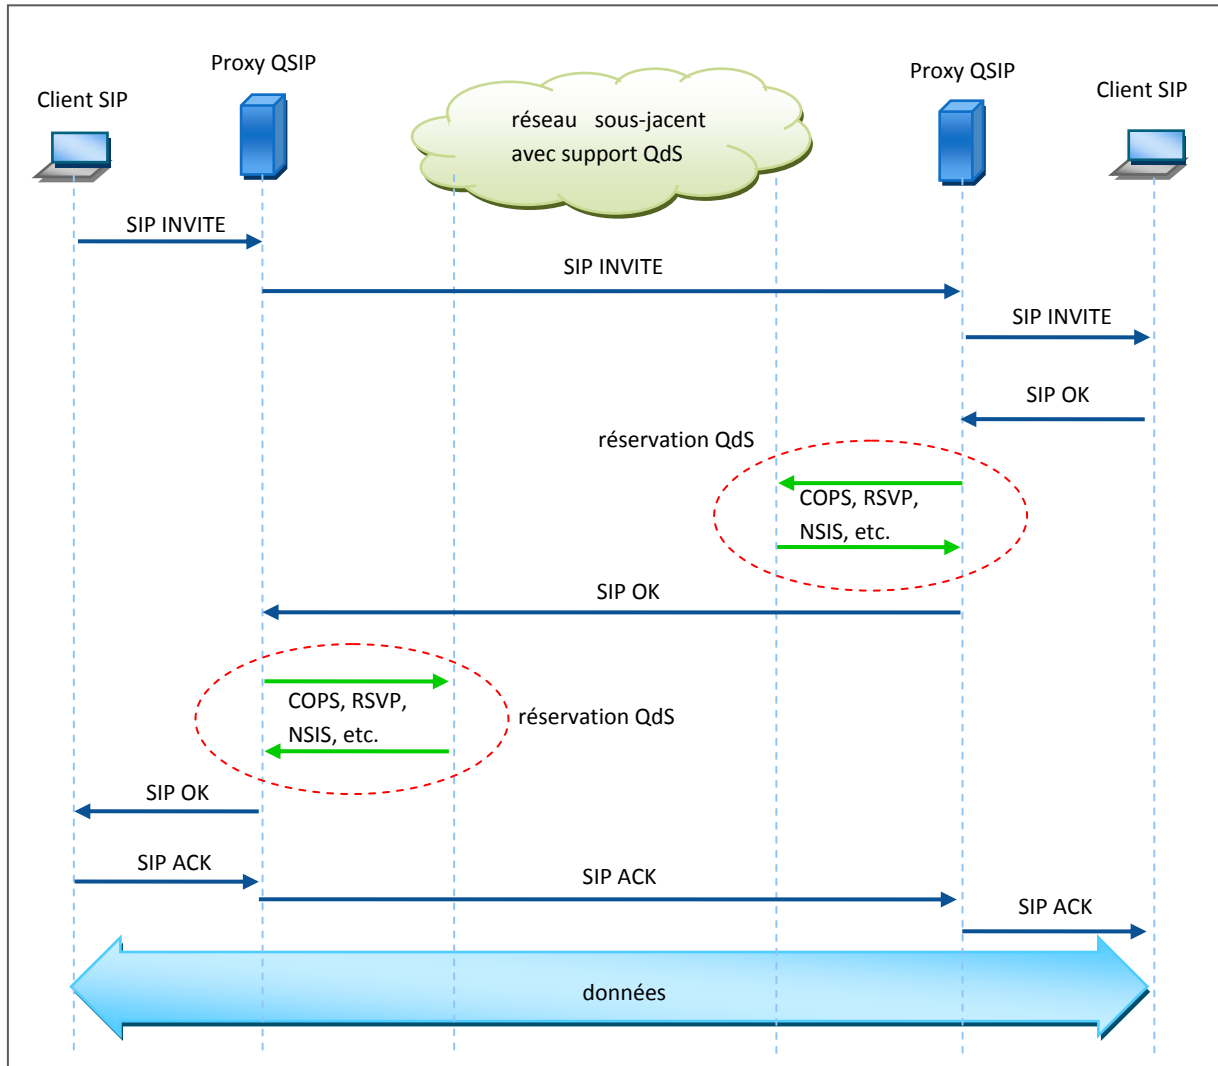 Proxy QSIP
Proxy QSIP
Client SIP
Client SIP
réseau sous-jacent
avec support QdS
SIP INVITE
SIP INVITE
SIP INVITE
SIP OK
réservation QdS
COPS, RSVP,
NSIS, etc.
SIP OK
COPS, RSVP,
NSIS, etc.
réservation QdS
SIP OK
SIP ACK
SIP ACK
SIP ACK
données